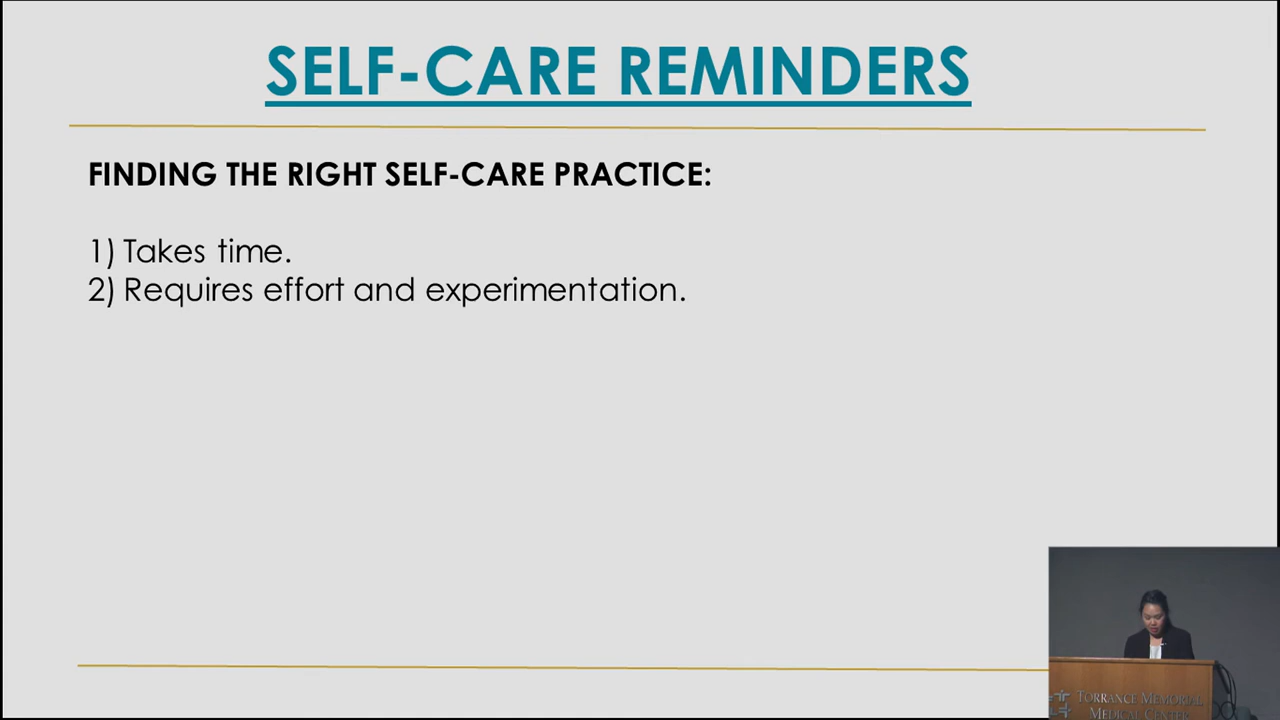 SELF-CARE REMINDERS
FINDING THE RIGHT SELF-CARE PRACTICE:
1) Takes time.
2) Requires effort and experimentation.
TORRANCE MEMORIAL
MEDICAL CENTER